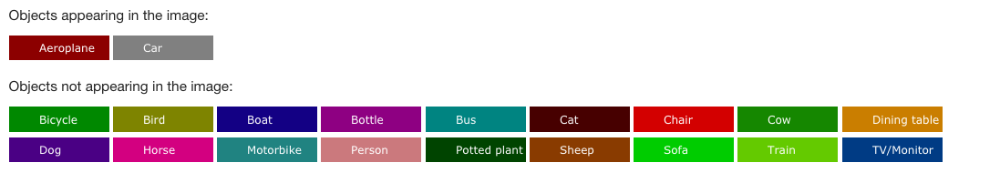 Objects appearing in the image:
Aeroplane Car
Objects not appearing in the image:
Bicycle Bird Boat Bottle Bus Cat Chair Cow Dining table
Dog Horse Motorbike Person Potted plant Sheep Sofa Train TV/Monitor